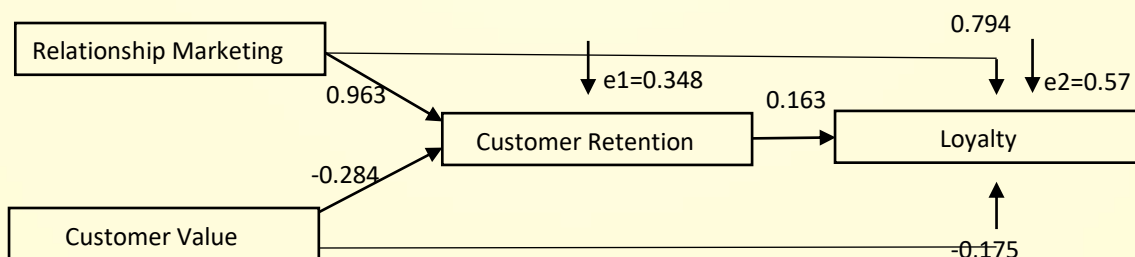 0.794
Relationship Marketing
e1=0.348
e2=0.57
0.963
0.163
Customer Retention
Loyalty
-0.284
Customer Value
-0.175